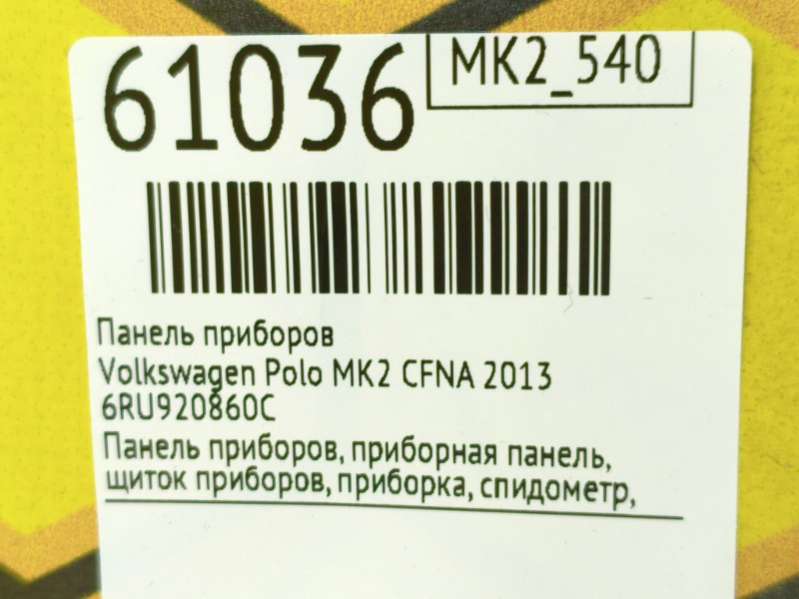 61036
MK2_540
Панель приборов
Volkswagen Polo MK2 CFNA 2013
6RU920860C
Панель приборов, приборная панель,
щиток приборов, приборка, спидометр,